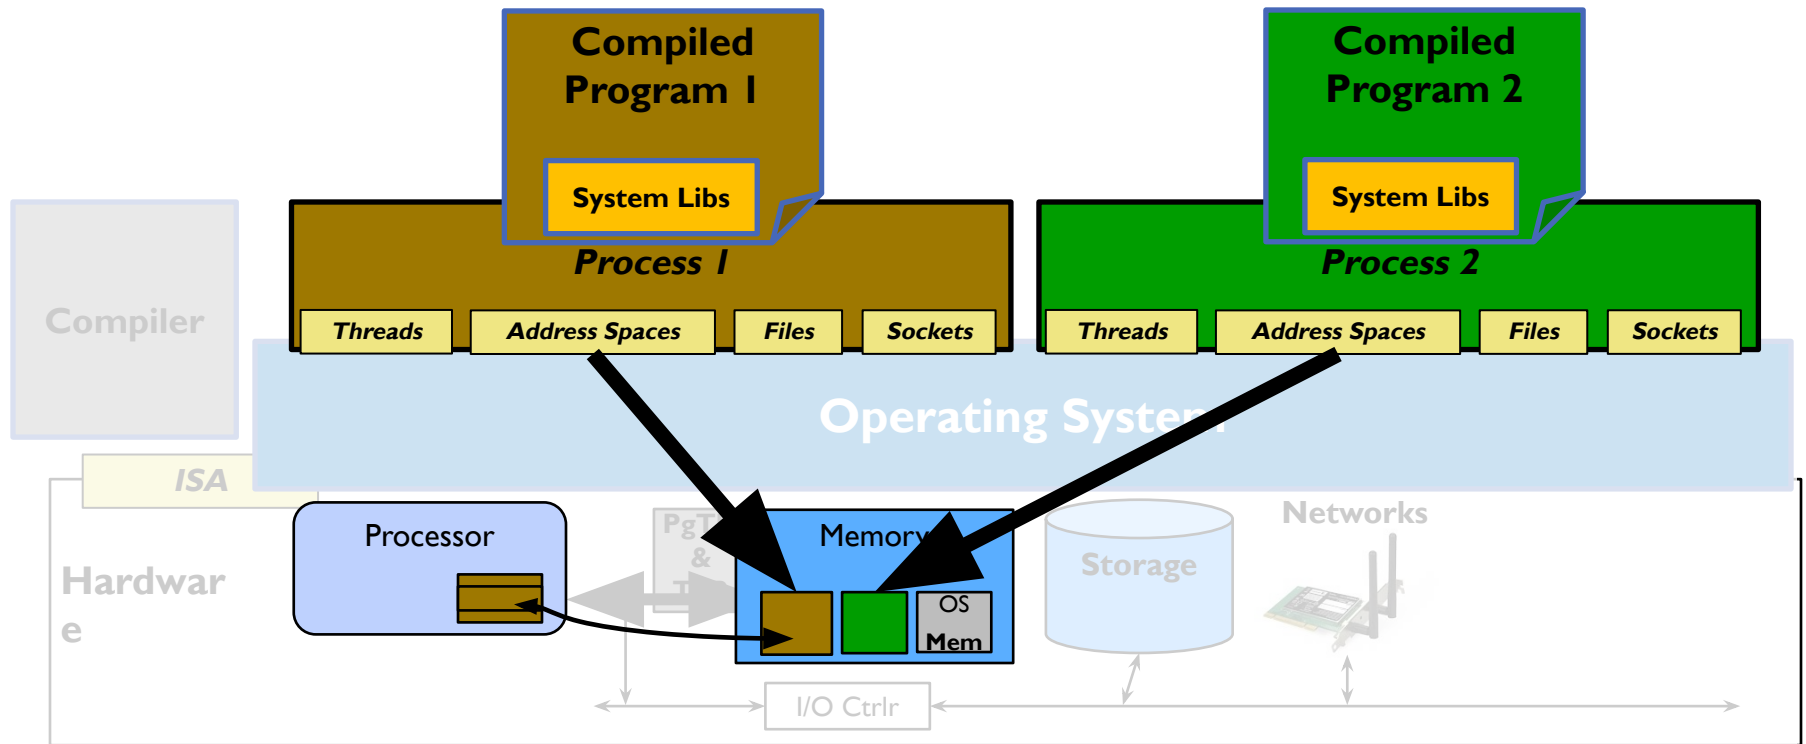 Compiled
Program 1
System Libs
Process 1
Threads
Address Spaces
Files
Sockets
Compiled
Program 2
System Libs
Process 2
Threads
Address Spaces
Files
Sockets
Compiler
Operating System
ISA
Hardwar
e
Processor
&
Memory
OS
Mem
Storage
Networks
I/O Ctrlr